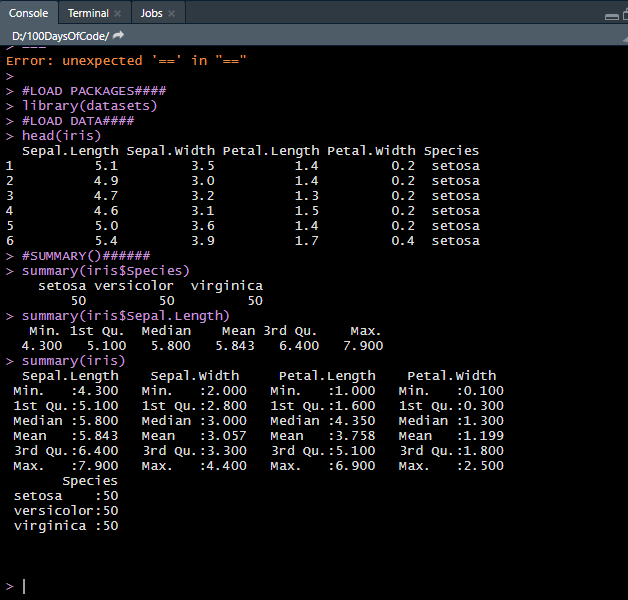 Console Terminal × Jobs ×
D:/100DaysOfCode/
> ===
Error: unexpected '==' in "=="
>
> #LOAD PACKAGES####
> library(datasets)
> #LOAD DATA####
> head(iris)
  Sepal.Length Sepal.Width Petal.Length Petal.Width Species
1          5.1         3.5          1.4         0.2  setosa
2          4.9         3.0          1.4         0.2  setosa
3          4.7         3.2          1.3         0.2  setosa
4          4.6         3.1          1.5         0.2  setosa
5          5.0         3.6          1.4         0.2  setosa
6          5.4         3.9          1.7         0.4  setosa
> #SUMMARY()######
> summary(iris$Species)
    setosa versicolor  virginica
        50         50         50
> summary(iris$Sepal.Length)
   Min. 1st Qu.  Median    Mean 3rd Qu.    Max.
  4.300   5.100   5.800   5.843   6.400   7.900
> summary(iris)
  Sepal.Length    Sepal.Width     Petal.Length    Petal.Width
 Min.   :4.300   Min.   :2.000   Min.   :1.000   Min.   :0.100
 1st Qu.:5.100   1st Qu.:2.800   1st Qu.:1.600   1st Qu.:0.300
 Median :5.800   Median :3.000   Median :4.350   Median :1.300
 Mean   :5.843   Mean   :3.057   Mean   :3.758   Mean   :1.199
 3rd Qu.:6.400   3rd Qu.:3.300   3rd Qu.:5.100   3rd Qu.:1.800
 Max.   :7.900   Max.   :4.400   Max.   :6.900   Max.   :2.500
       Species
 setosa    :50
 versicolor:50
 virginica :50
>